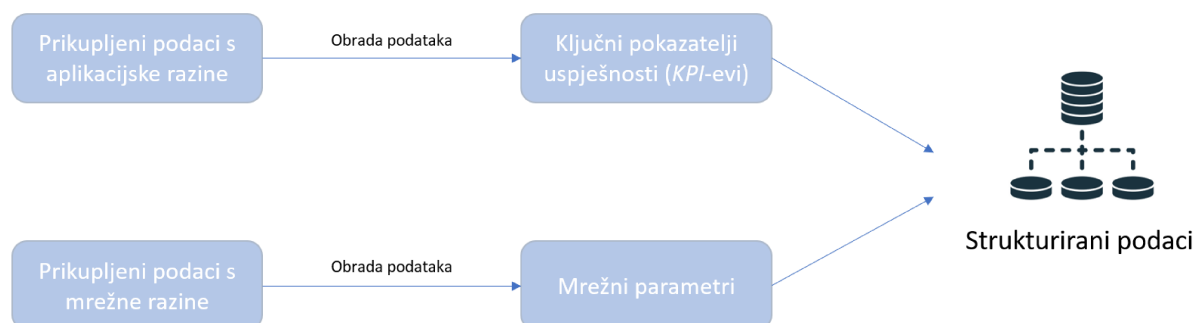 Prikupljeni podaci s
aplikacijske razine
Obrada podataka
Ključni pokazatelji
uspješnosti (KPI-evi)
Strukturirani podaci
Prikupljeni podaci s
mrežne razine
Obrada podataka
Mrežni parametri